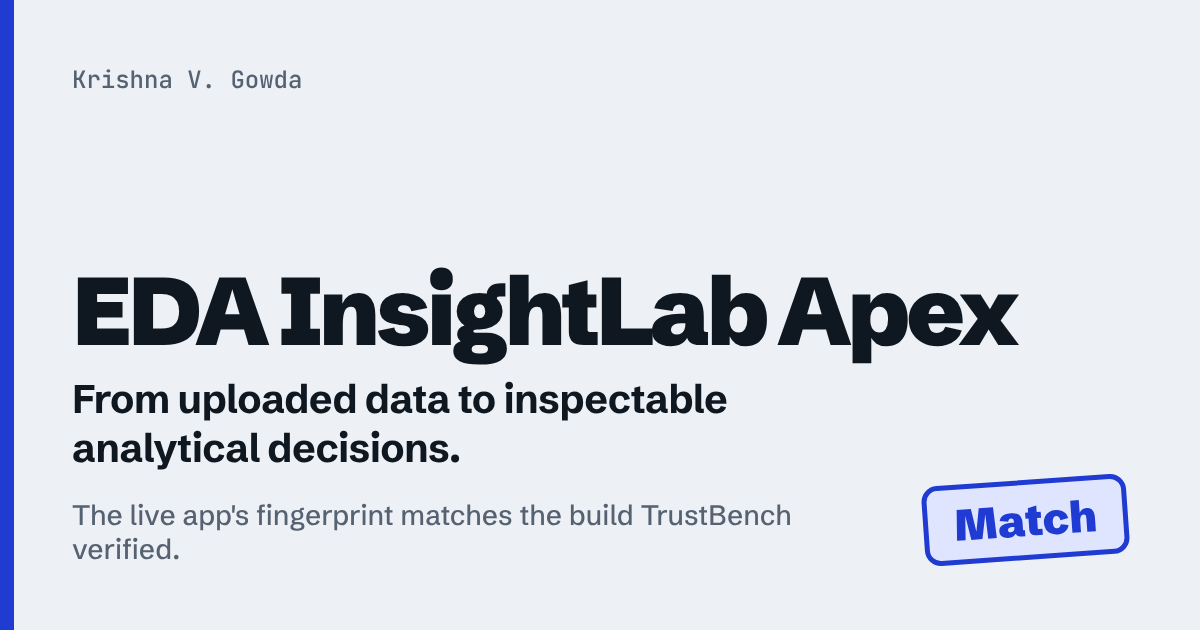 Krishna V. Gowda
EDA InsightLab Apex
From uploaded data to inspectable
analytical decisions.
The live app's fingerprint matches the build TrustBench
verified.
Match